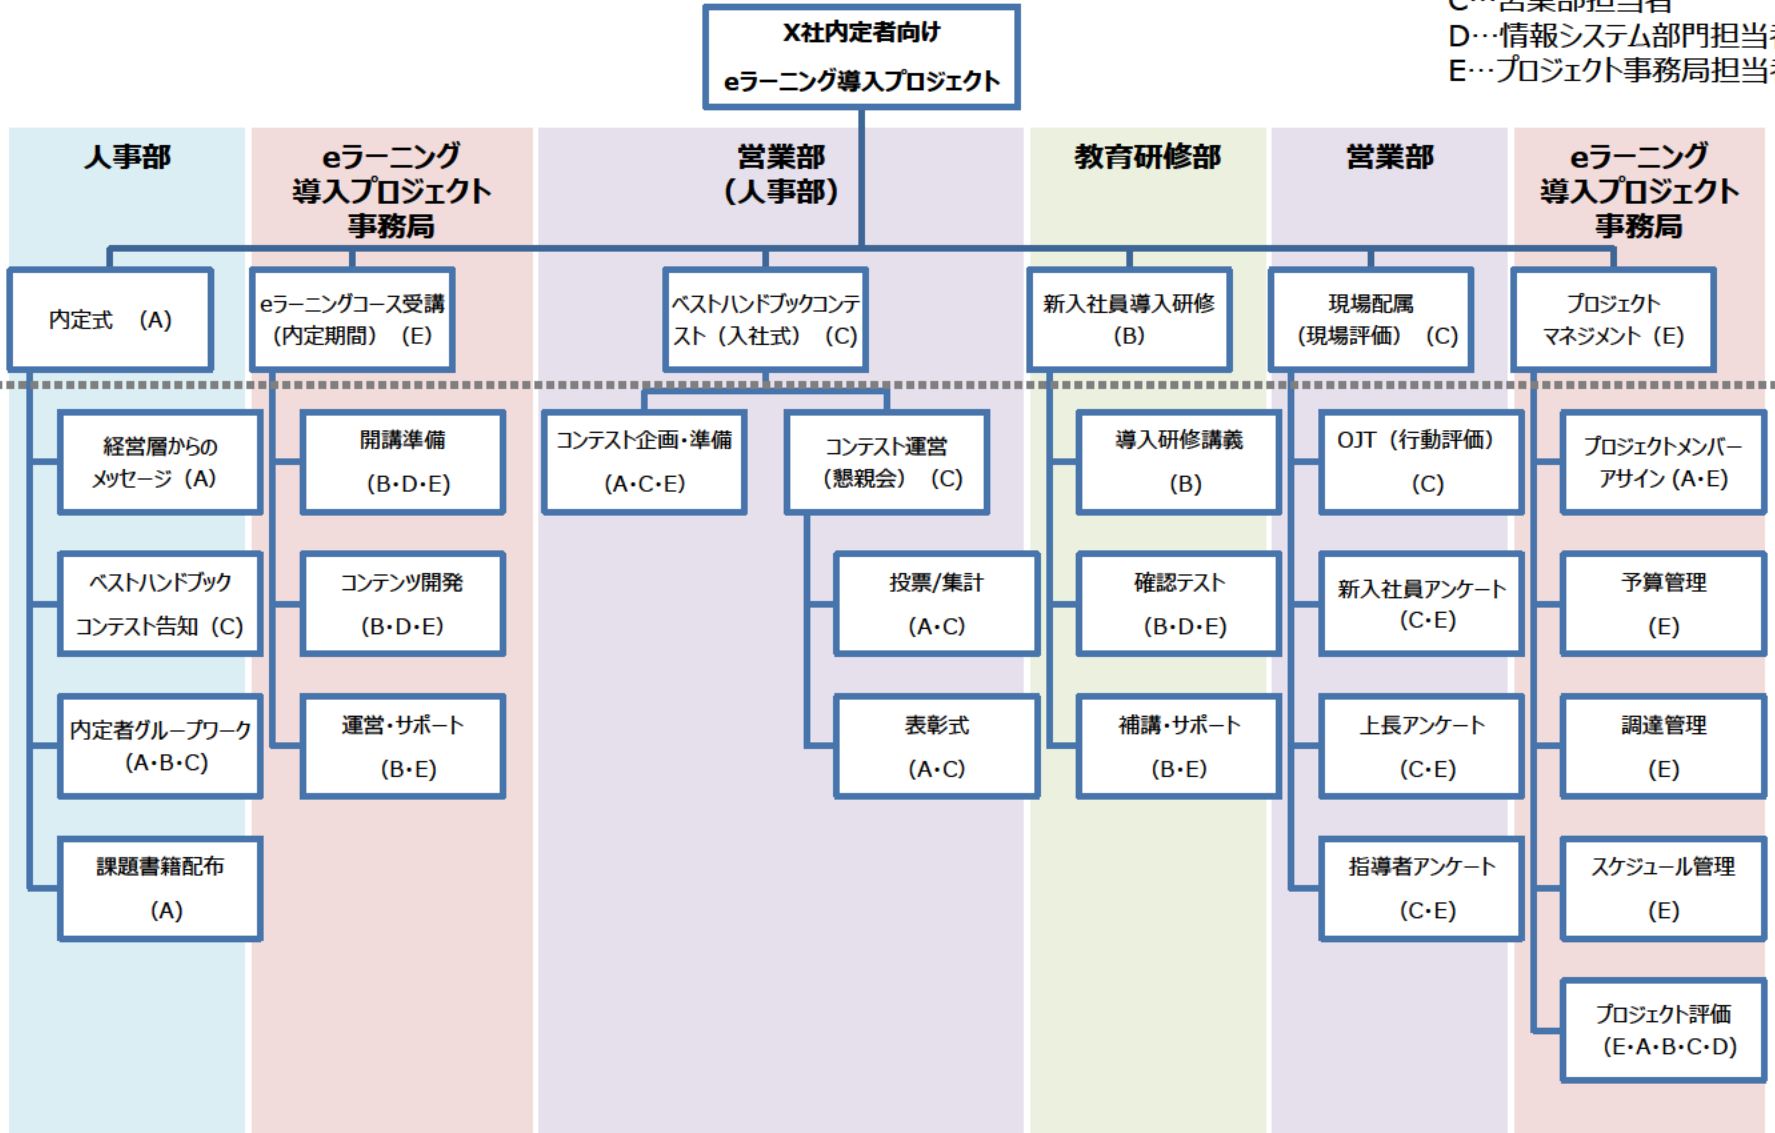 C…営業部担当者
D…情報システム部門担当者
E…プロジェクト事務局担当者
X社内定者向け
eラーニング導入プロジェクト
人事部
eラーニング
導入プロジェクト
事務局
営業部
（人事部）
教育研修部
営業部
eラーニング
導入プロジェクト
事務局
内定式　（A）
eラーニングコース受講
（内定期間）　（E）
ベストハンドブックコンテ
スト（入社式）　（C）
新入社員導入研修
（B）
現場配属
（現場評価）　（C）
プロジェクト
マネジメント（E）
経営層からの
メッセージ（A）
ベストハンドブック
コンテスト告知（C）
内定者グループワーク
（A・B・C）
課題書籍配布
（A）
開講準備
（B・D・E）
コンテンツ開発
（B・D・E）
運営・サポート
（B・E）
コンテスト企画・準備
（A・C・E）
コンテスト運営
（懇親会）　（C）
投票/集計
（A・C）
表彰式
（A・C）
導入研修講義
（B）
確認テスト
（B・D・E）
補講・サポート
（B・E）
OJT（行動評価）
（C）
新入社員アンケート
（C・E）
上長アンケート
（C・E）
指導者アンケート
（C・E）
プロジェクトメンバー
アサイン（A・E）
予算管理
（E）
調達管理
（E）
スケジュール管理
（E）
プロジェクト評価
（E・A・B・C・D）